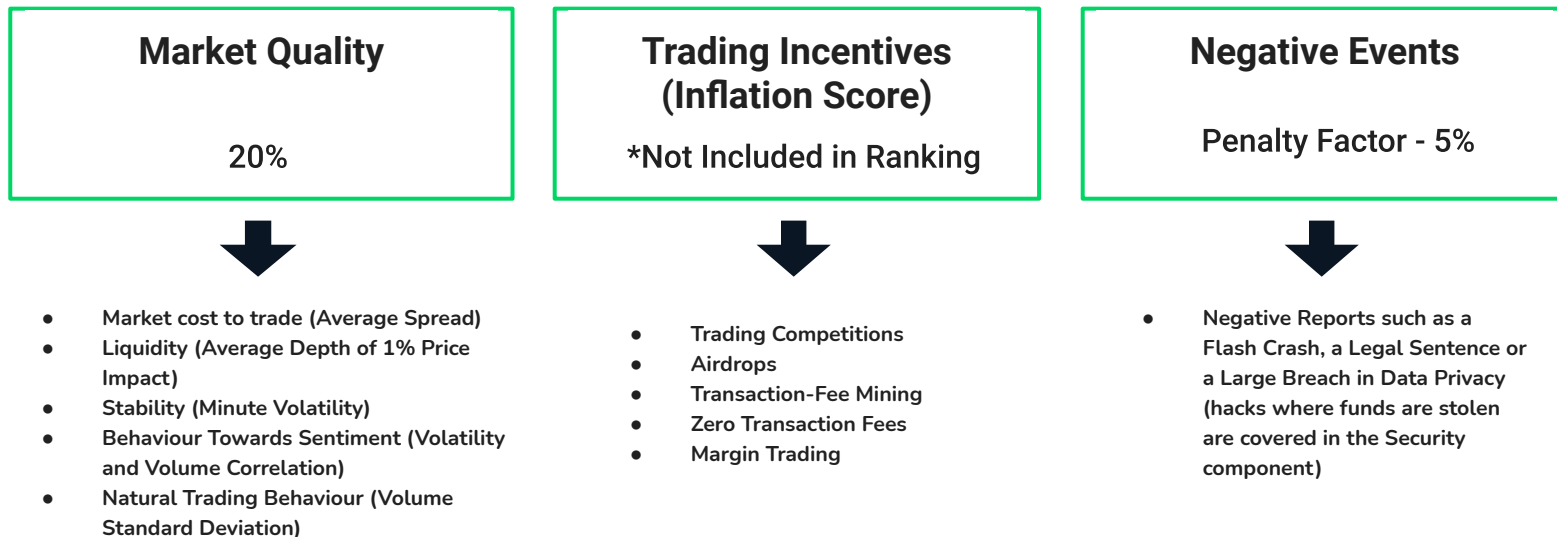 Market Quality
20%
Trading Incentives
(Inflation Score)
*Not Included in Ranking
Negative Events
Penalty Factor - 5%
● Market cost to trade (Average Spread)
● Liquidity (Average Depth of 1% Price
Impact)
● Stability (Minute Volatility)
● Behaviour Towards Sentiment (Volatility
and Volume Correlation)
● Natural Trading Behaviour (Volume
Standard Deviation)
● Trading Competitions
● Airdrops
● Transaction-Fee Mining
● Zero Transaction Fees
● Margin Trading
● Negative Reports such as a
Flash Crash, a Legal Sentence or
a Large Breach in Data Privacy
(hacks where funds are stolen
are covered in the Security
component)